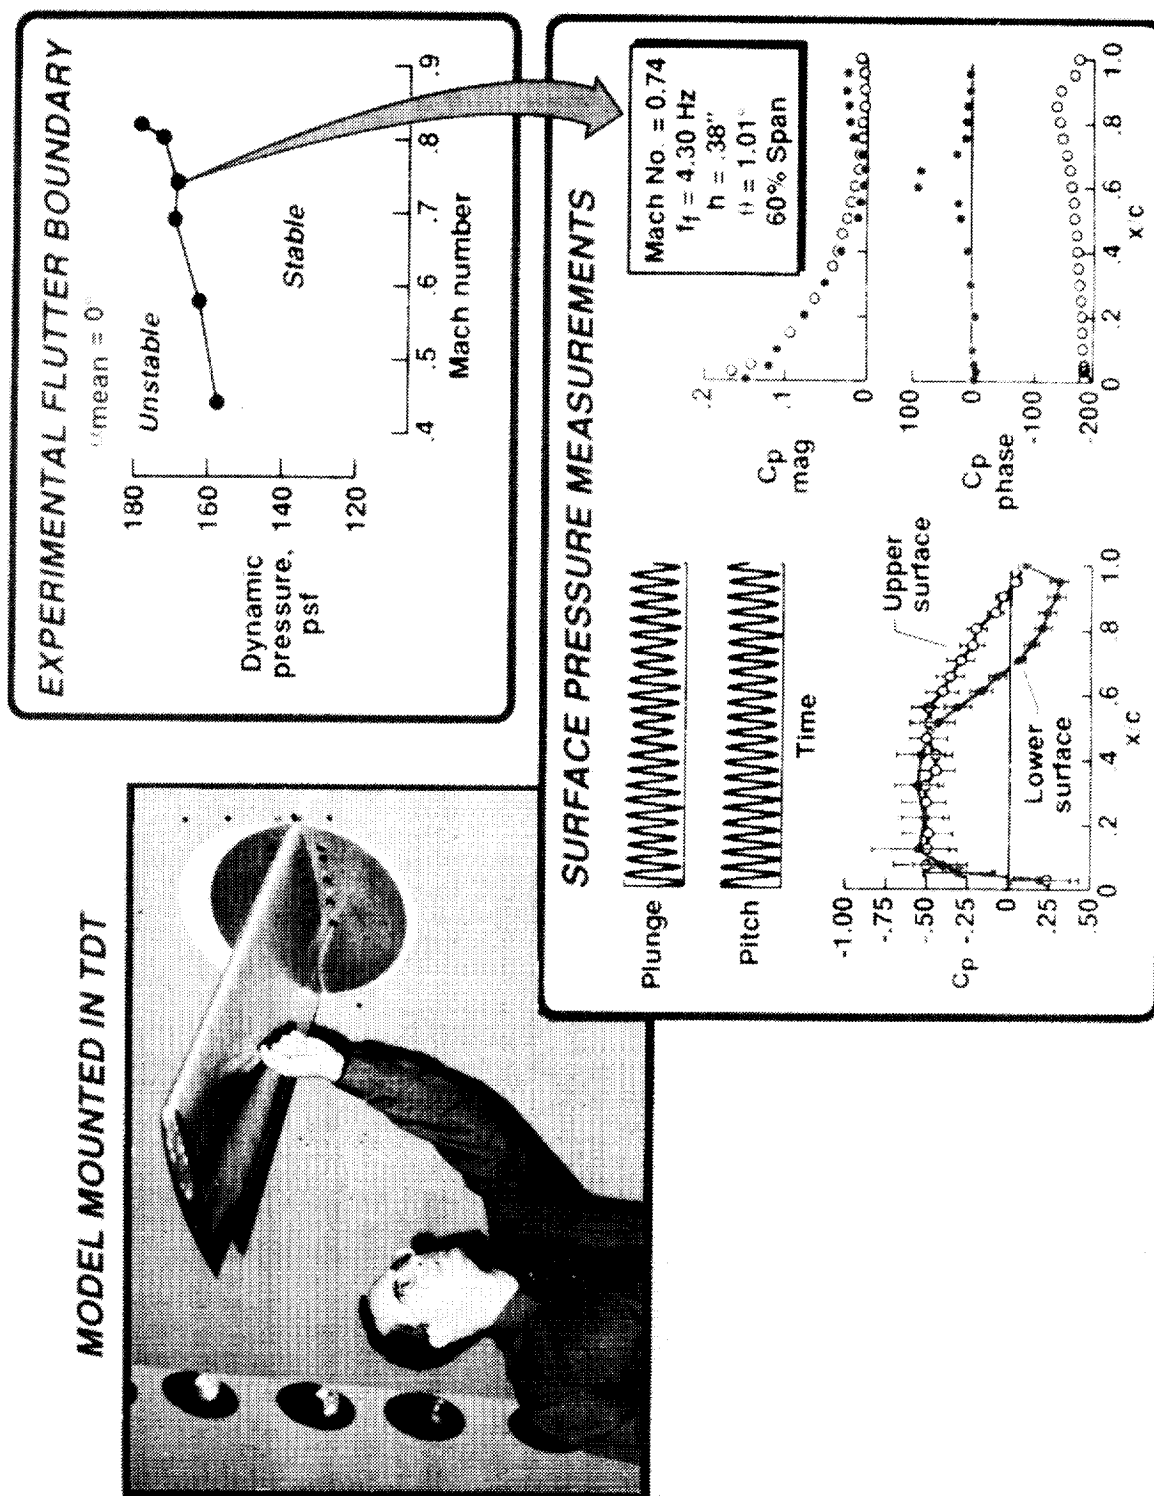 MODEL MOUNTED IN TDT
EXPERIMENTAL FLUTTER BOUNDARY
αmean = 0°
180
160
140
120
Dynamic
pressure,
psf
Unstable
Stable
.4
.5
.6
.7
.8
.9
Mach number
SURFACE PRESSURE MEASUREMENTS
Plunge
Pitch
Time
Mach No. = 0.74
ff = 4.30 Hz
h = .38"
θ = 1.01°
60% Span
-1.00
-.75
-.50
Cp -.25
0
.25
.50
Upper
surface
Lower
surface
0
.2
.4
.6
.8
1.0
x/c
.2
.1
0
Cp
mag
100
0
-100
-200
Cp
phase
0
.2
.4
.6
.8
1.0
x/c